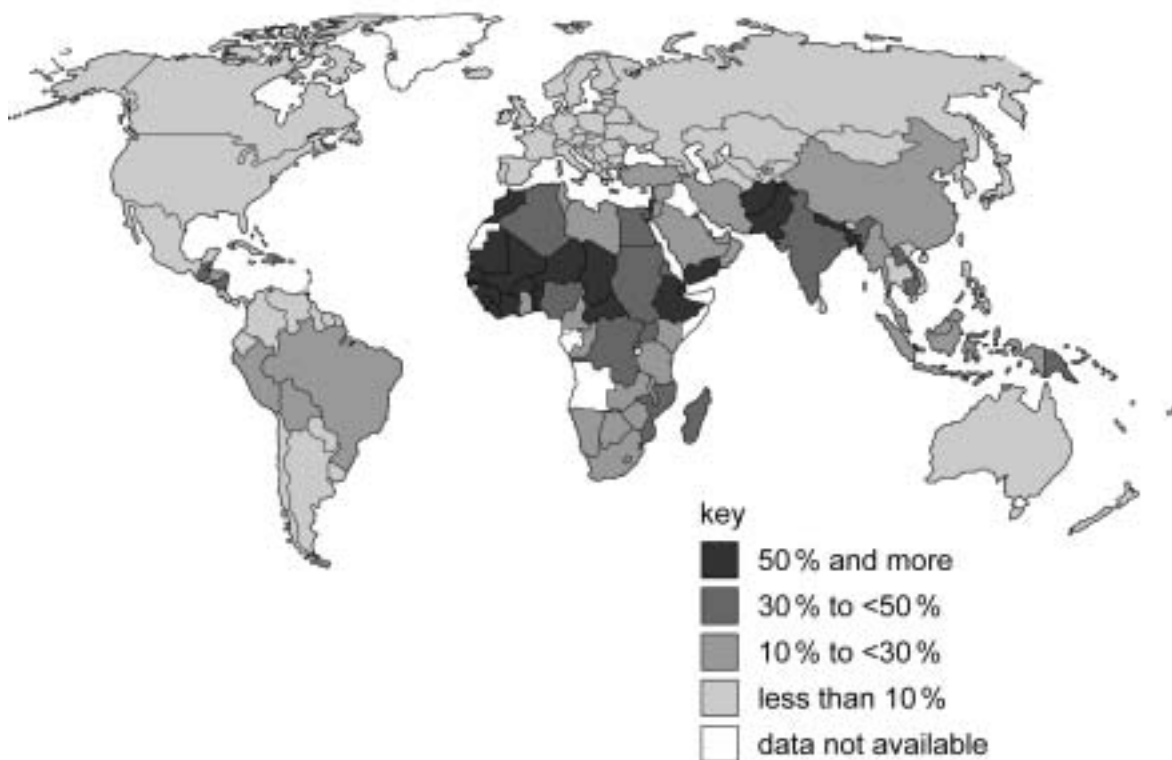 key
50 % and more
30 % to <50 %
10 % to <30 %
less than 10 %
data not available